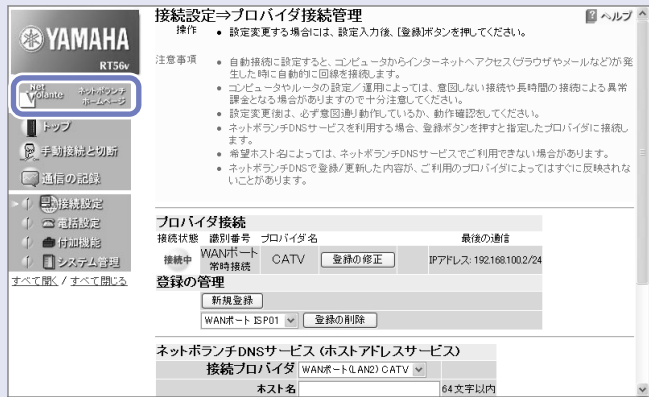 YAMAHA
RT56v
Net Volante ネットボランチ
ホームページ
トップ
手動接続と切断
通信の記録
接続設定
電話設定
付加機能
システム管理
すべて開く / すべて閉じる
接続設定⇒プロバイダ接続管理
ヘルプ
操作 • 設定変更する場合には、設定入力後、[登録]ボタンを押してください。
注意事項 • 自動接続に設定すると、コンピュータからインターネットへアクセス(ブラウザやメールなど)が発
生した時に自動的に回線を接続します。
• コンピュータやルータの設定/運用によっては、意図しない接続や長時間の接続による異常
課金となる場合がありますので十分注意してください。
• 設定変更後は、必ず意図通り動作しているか、動作確認をしてください。
• ネットボランチDNSサービスを利用する場合、登録ボタンを押すと指定したプロバイダに接続し
ます。
• 希望ホスト名によっては、ネットボランチDNSサービスでご利用できない場合があります。
• ネットボランチDNSで登録/更新した内容が、ご利用のプロバイダによってはすぐに反映されな
いことがあります。
プロバイダ接続
接続状態 識別番号 プロバイダ名 最後の通信
接続中 WANポート
常時接続 CATV 登録の修正 IPアドレス: 192.168.100.2/24
登録の管理
新規登録
WANポート ISP01 登録の削除
ネットボランチDNSサービス (ホストアドレスサービス)
接続プロバイダ WANポート(LAN2) CATV
ホスト名 64文字以内